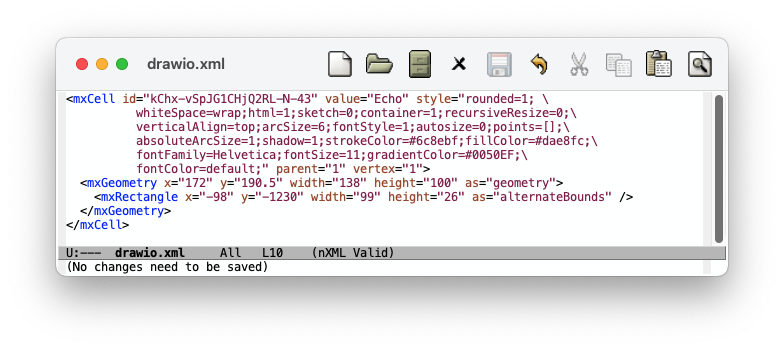 drawio.xml
<mxCell id="kChx-vSpJG1CHjQ2RL-N-43" value="Echo" style="rounded=1; \
whiteSpace=wrap;html=1;sketch=0;container=1;recursiveResize=0;\
verticalAlign=top;arcSize=6;fontStyle=1;autosize=0;points=[];\
absoluteArcSize=1;shadow=1;strokeColor=#6c8ebf;fillColor=#dae8fc;\
fontFamily=Helvetica;fontSize=11;gradientColor=#0050EF;\
fontColor=default;" parent="1" vertex="1">
<mxGeometry x="172" y="190.5" width="138" height="100" as="geometry">
<mxRectangle x="-98" y="-1230" width="99" height="26" as="alternateBounds" />
</mxGeometry>
</mxCell>
U:--- drawio.xml All L10 (nXML Valid)
(No changes need to be saved)